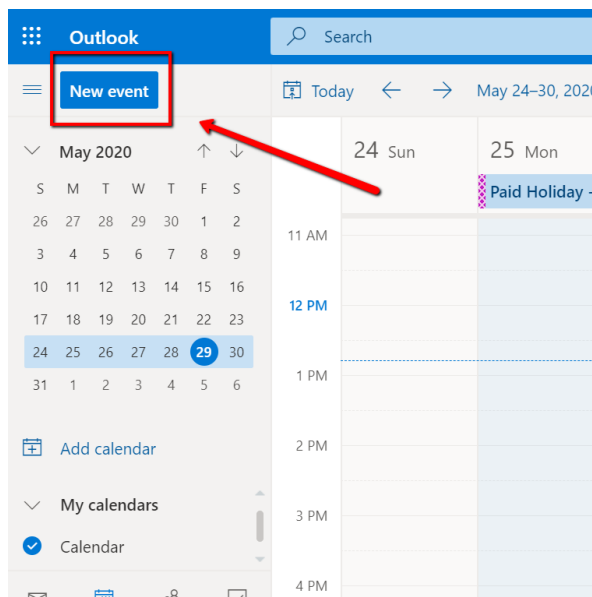 Outlook
Search
New event
Today
May 24–30, 2020
May 2020
S M T W T F S
26 27 28 29 30 1 2
3 4 5 6 7 8 9
10 11 12 13 14 15 16
17 18 19 20 21 22 23
24 25 26 27 28 29 30
31 1 2 3 4 5 6
Add calendar
My calendars
Calendar
24 Sun
25 Mon
Paid Holiday -
11 AM
12 PM
1 PM
2 PM
3 PM
4 PM